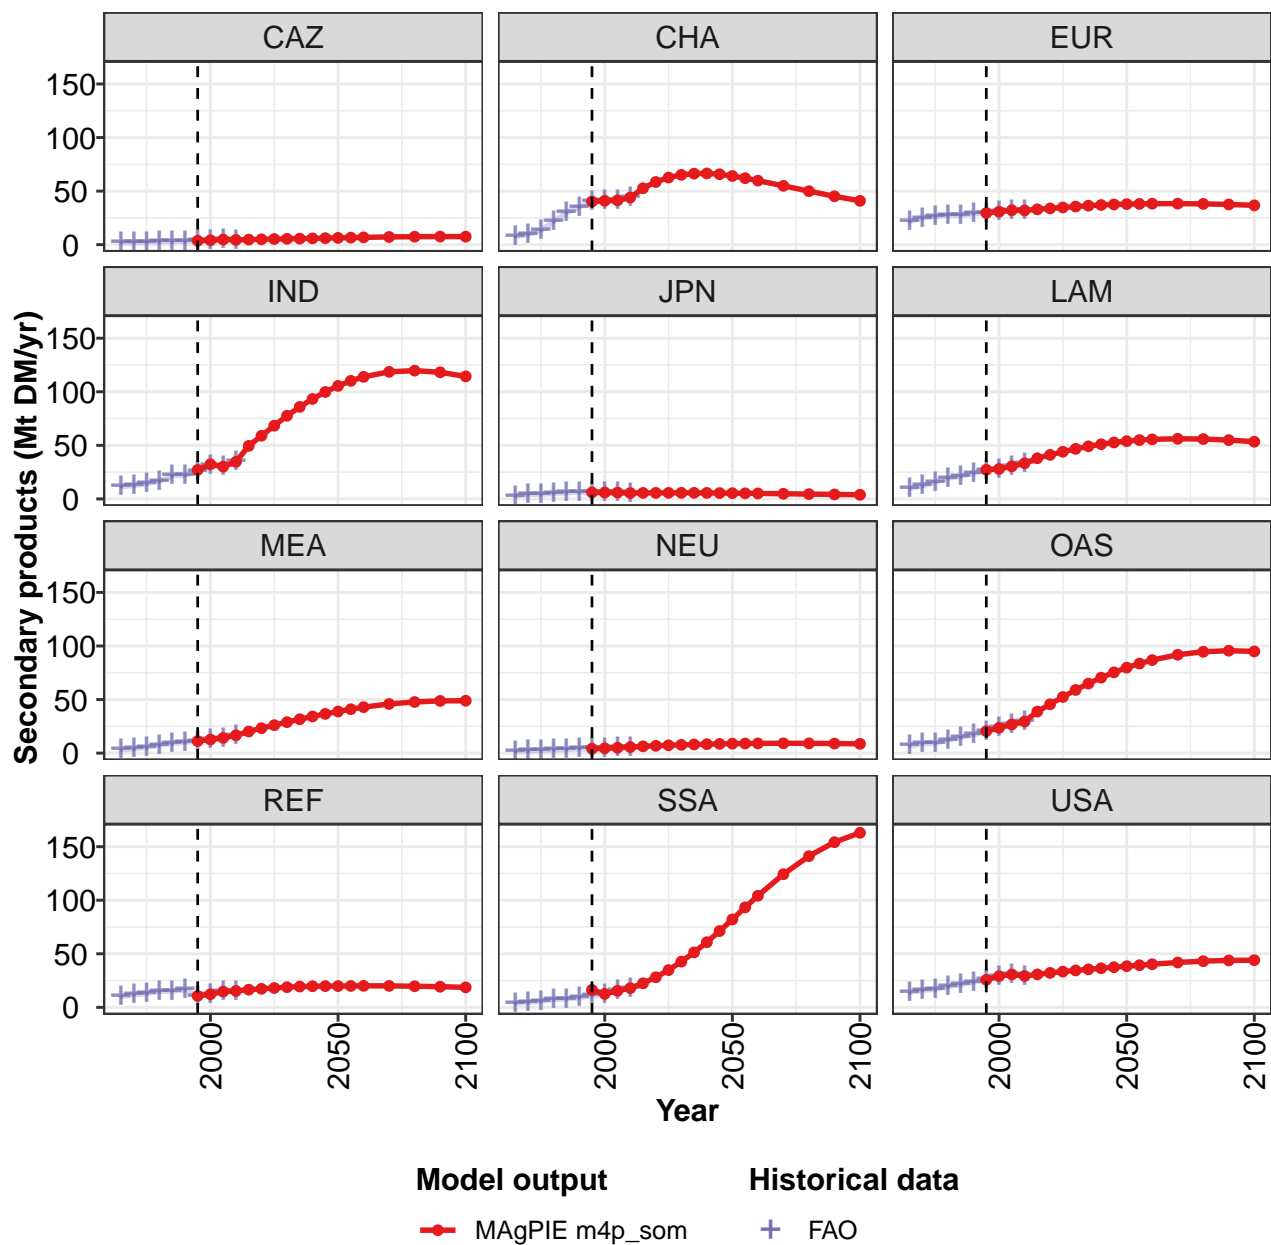 CAZ CHA EUR
150
100
50
0
IND JPN LAM
150
100
50
0
MEA NEU OAS
150
100
50
0
REF SSA USA
150
100
50
0
Secondary products (Mt DM/yr)
2000 2050 2100 2000 2050 2100 2000 2050 2100
Year
Model output Historical data
MAgPIE m4p_som FAO